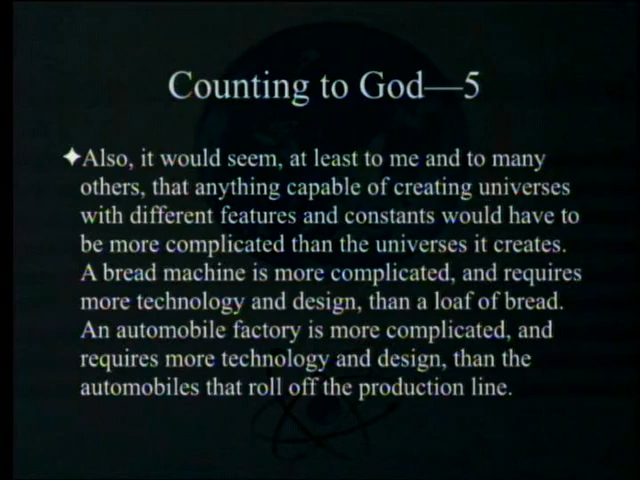 Counting to God—5
✦Also, it would seem, at least to me and to many
others, that anything capable of creating universes
with different features and constants would have to
be more complicated than the universes it creates.
A bread machine is more complicated, and requires
more technology and design, than a loaf of bread.
An automobile factory is more complicated, and
requires more technology and design, than the
automobiles that roll off the production line.